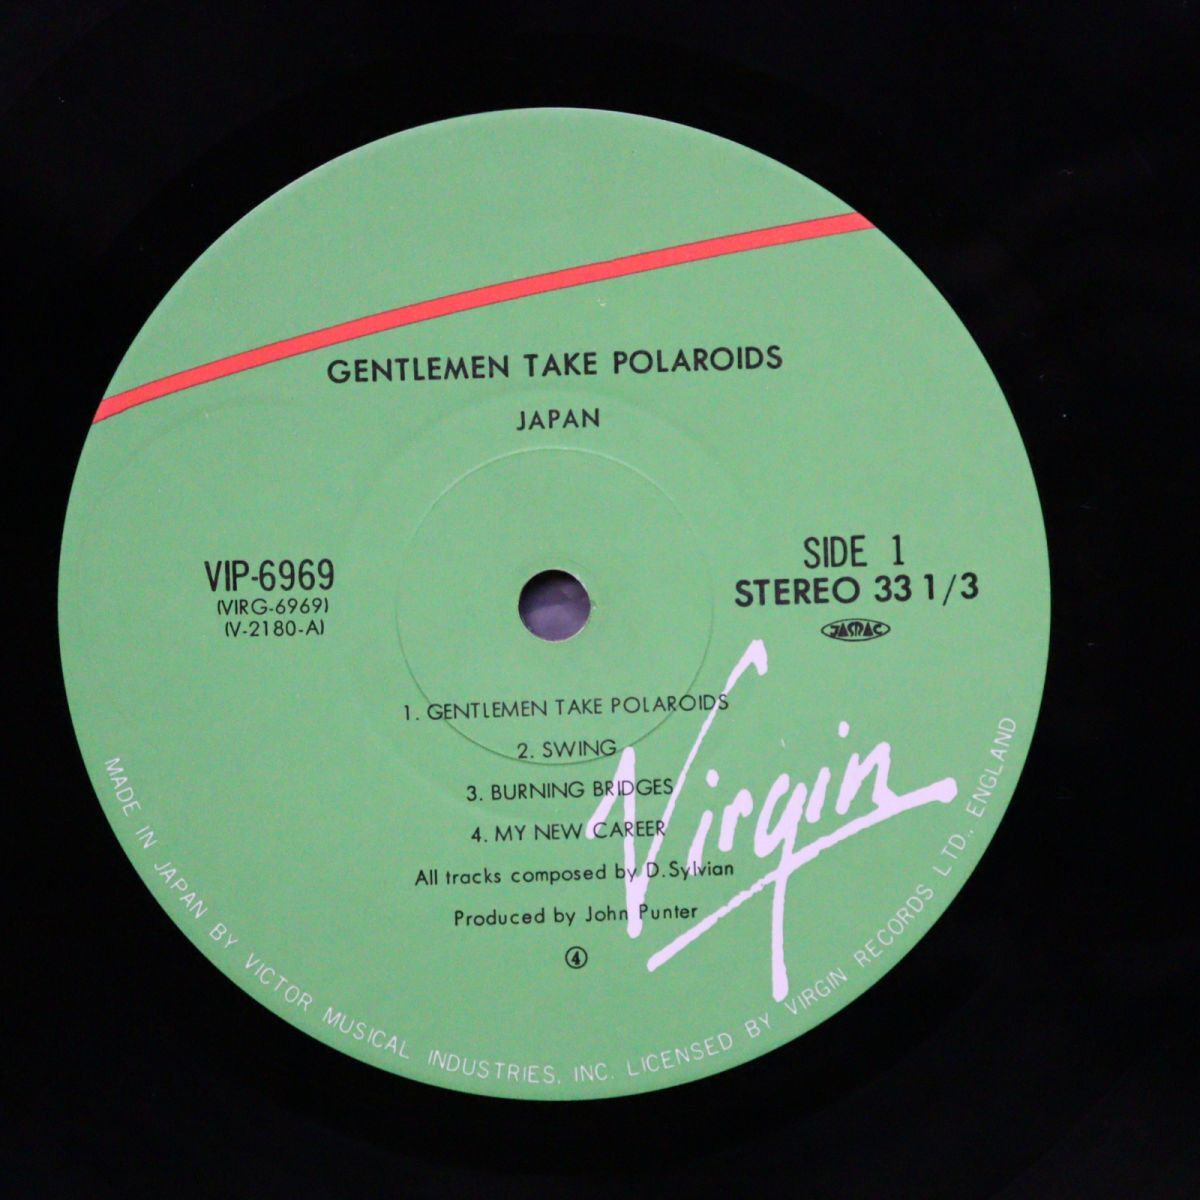 GENTLEMEN TAKE POLAROIDS
JAPAN
VIP-6969
(VIRG-6969)
(V-2180-A)
SIDE 1
STEREO 33 1/3
JASRAC
1. GENTLEMEN TAKE POLAROIDS
2. SWING
3. BURNING BRIDGES
4. MY NEW CAREER
All tracks composed by D.Sylvian
Produced by John Punter
④
Virgin
MADE IN JAPAN BY VICTOR MUSICAL INDUSTRIES, INC. LICENSED BY VIRGIN RECORDS LTD., ENGLAND